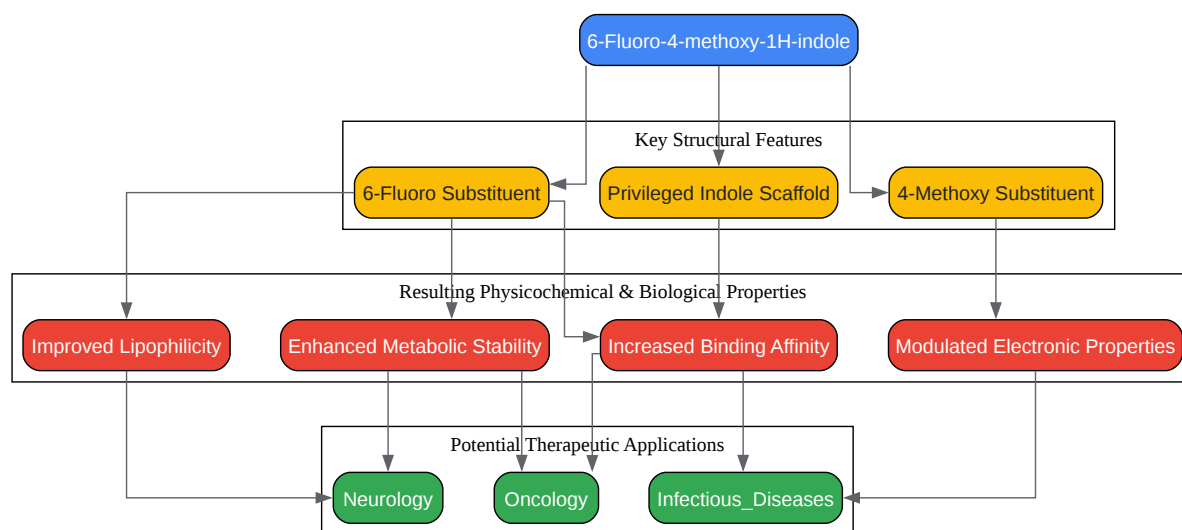 6-Fluoro-4-methoxy-1H-indole
Key Structural Features
6-Fluoro Substituent
Privileged Indole Scaffold
4-Methoxy Substituent
Resulting Physicochemical & Biological Properties
Improved Lipophilicity
Enhanced Metabolic Stability
Increased Binding Affinity
Modulated Electronic Properties
Potential Therapeutic Applications
Neurology
Oncology
Infectious_Diseases